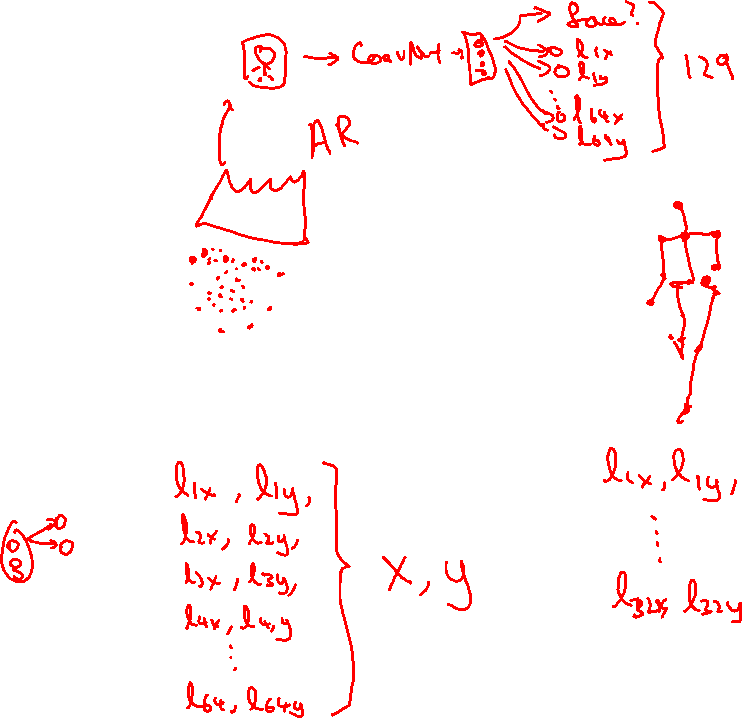 face?
ConvNet
l1x
l1y
l64x
l64y
129
AR
l1x, l1y,
l2x, l2y,
l3x, l3y,
l4x, l4,y
l64, l64y
x, y
l1x, l1y,
l32x, l32y